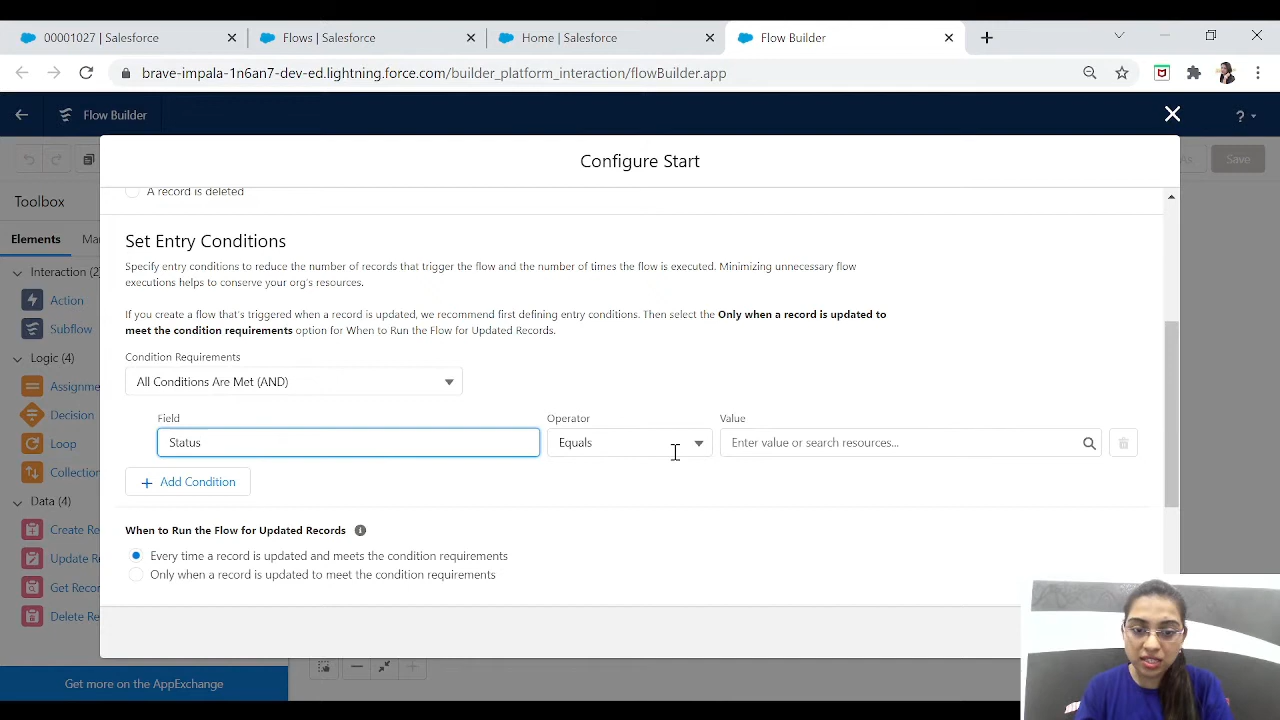 00001027 | Salesforce
Flows | Salesforce
Home | Salesforce
Flow Builder
brave-impala-1n6an7-dev-ed.lightning.force.com/builder_platform_interaction/flowBuilder.app
Flow Builder
?
Configure Start
As
Save
Toolbox
A record is deleted
Elements
Set Entry Conditions
Specify entry conditions to reduce the number of records that trigger the flow and the number of times the flow is executed. Minimizing unnecessary flow
executions helps to conserve your org's resources.
If you create a flow that's triggered when a record is updated, we recommend first defining entry conditions. Then select the Only when a record is updated to
meet the condition requirements option for When to Run the Flow for Updated Records.
Condition Requirements
All Conditions Are Met (AND)
Field
Operator
Value
Status
Equals
Enter value or search resources...
+ Add Condition
When to Run the Flow for Updated Records
Every time a record is updated and meets the condition requirements
Only when a record is updated to meet the condition requirements
Interaction (2
Action
Subflow
Logic (4)
Assignme
Decision
Loop
Collection
Data (4)
Create Re
Update Re
Get Recor
Delete Re
Get more on the AppExchange